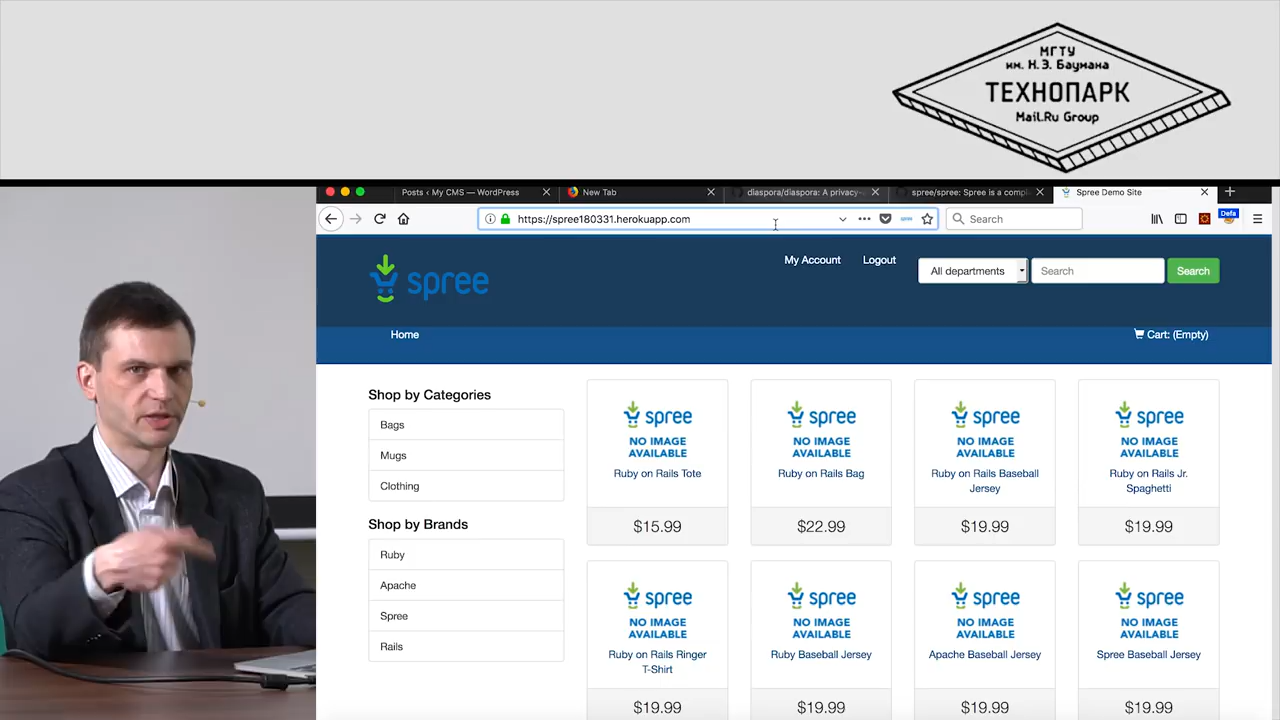 МГТУ
им. Н.Э. Баумана
ТЕХНОПАРК
Mail.Ru Group
Posts ‹ My CMS — WordPress
New Tab
diaspora/diaspora: A privacy-
spree/spree: Spree is a compl
Spree Demo Site
https://spree180331.herokuapp.com
Search
Defa
spree
My Account
Logout
All departments
Search
Search
Home
Cart: (Empty)
Shop by Categories
Bags
Mugs
Clothing
Shop by Brands
Ruby
Apache
Spree
Rails
spree
NO IMAGE
AVAILABLE
Ruby on Rails Tote
$15.99
spree
NO IMAGE
AVAILABLE
Ruby on Rails Bag
$22.99
spree
NO IMAGE
AVAILABLE
Ruby on Rails Baseball
Jersey
$19.99
spree
NO IMAGE
AVAILABLE
Ruby on Rails Jr.
Spaghetti
$19.99
spree
NO IMAGE
AVAILABLE
Ruby on Rails Ringer
T-Shirt
$19.99
spree
NO IMAGE
AVAILABLE
Ruby Baseball Jersey
$19.99
spree
NO IMAGE
AVAILABLE
Apache Baseball Jersey
$19.99
spree
NO IMAGE
AVAILABLE
Spree Baseball Jersey
$19.99